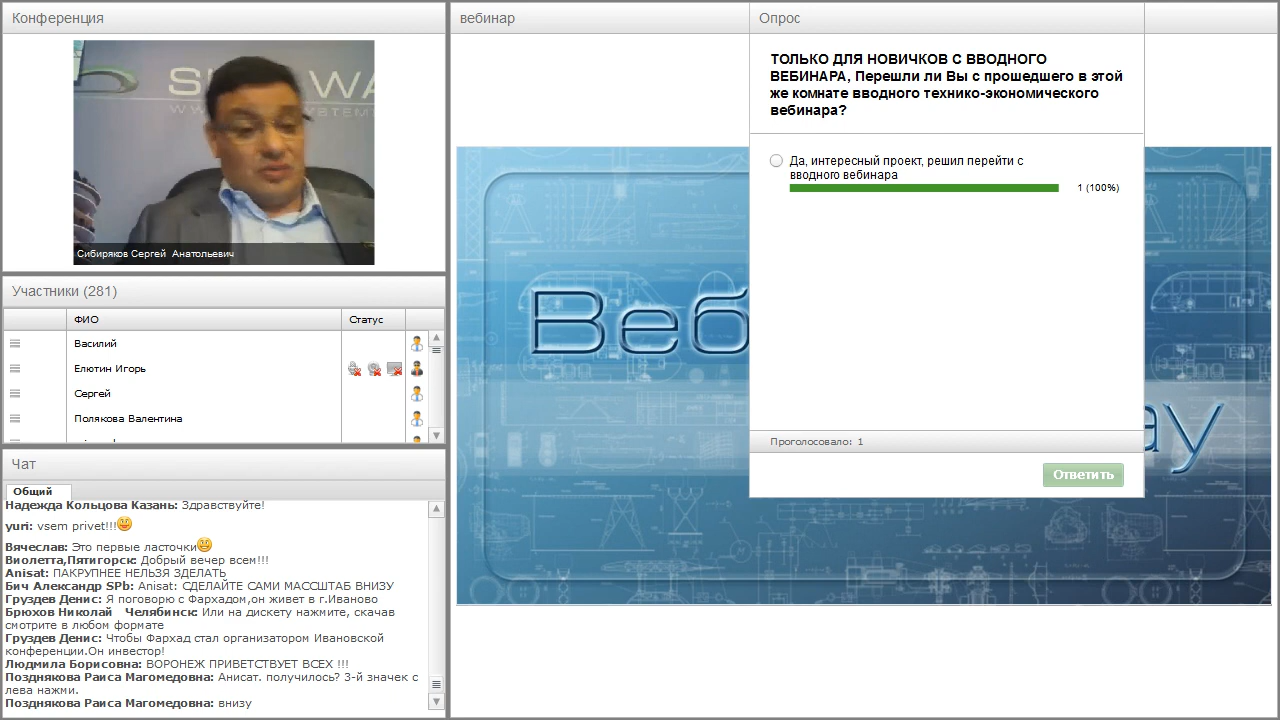 Конференция
S
WA
WWW.
SYSTEM
Сибиряков Сергей Анатольевич
Участники (281)
ФИО
Статус
Василий
Елютин Игорь
Сергей
Полякова Валентина
Чат
Общий
Надежда Кольцова Казань: Здравствуйте!
yuri: vsem privet!!!
Вячеслав: Это первые ласточки
Виолетта,Пятигорск: Добрый вечер всем!!!
Anisat: ПАКРУПНЕЕ НЕЛЬЗЯ ЗДЕЛАТЬ
Бич Александр SPb: Anisat: СДЕЛАЙТЕ САМИ МАССШТАБ ВНИЗУ
Груздев Денис: Я поговорю с Фархадом,он живет в г.Иваново
Брюхов Николай Челябинск: Или на дискету нажмите, скачав
смотрите в любом формате
Груздев Денис: Чтобы Фархад стал организатором Ивановской
конференции.Он инвестор!
Людмила Борисовна: ВОРОНЕЖ ПРИВЕТСТВУЕТ ВСЕХ !!!
Позднякова Раиса Магомедовна: Анисат. получилось? 3-й значек с
лева нажми.
Позднякова Раиса Магомедовна: внизу
вебинар
Веб
ay
Опрос
ТОЛЬКО ДЛЯ НОВИЧКОВ С ВВОДНОГО
ВЕБИНАРА, Перешли ли Вы с прошедшего в этой
же комнате вводного технико-экономического
вебинара?
Да, интересный проект, решил перейти с
вводного вебинара
1 (100%)
Проголосовало: 1
Ответить